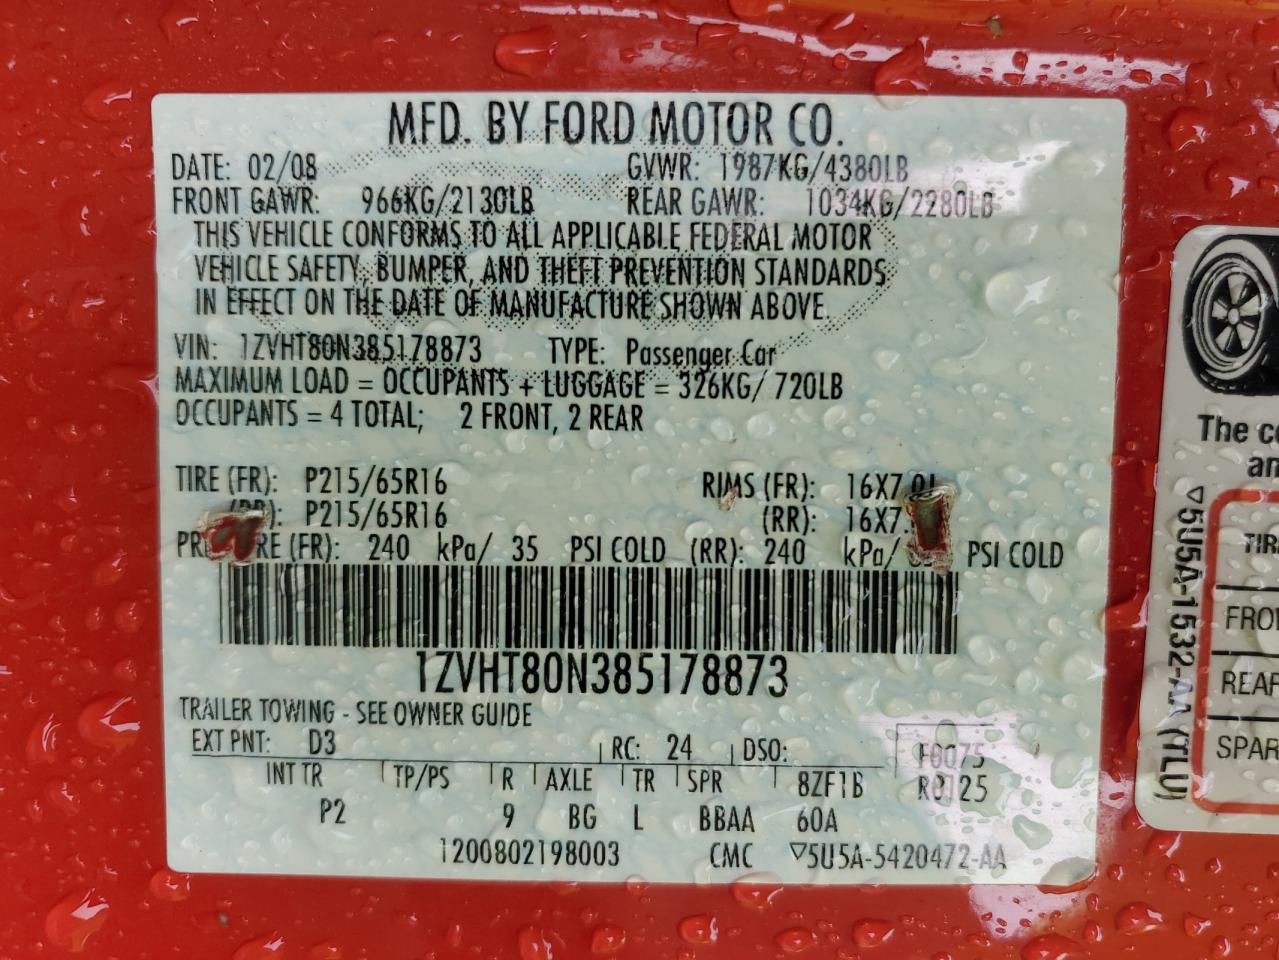 MFD. BY FORD MOTOR CO.
DATE: 02/08 GVWR: 1987KG/4380LB
FRONT GAWR: 966KG/2130LB REAR GAWR: 1034KG/2280LB
THIS VEHICLE CONFORMS TO ALL APPLICABLE FEDERAL MOTOR
VEHICLE SAFETY, BUMPER, AND THEFT PREVENTION STANDARDS
IN EFFECT ON THE DATE OF MANUFACTURE SHOWN ABOVE.
VIN: 1ZVHT80N385178873 TYPE: Passenger Car
MAXIMUM LOAD = OCCUPANTS + LUGGAGE = 326KG/ 720LB
OCCUPANTS = 4 TOTAL; 2 FRONT, 2 REAR
TIRE (FR): P215/65R16 RIMS (FR): 16X7.0J
P215/65R16 (RR): 16X7.
(FR): 240 kPa/ 35 PSI COLD (RR): 240 kPa/ PSI COLD
1ZVHT80N385178873
TRAILER TOWING - SEE OWNER GUIDE
EXT PNT: D3 RC: 24 DSO: F0075
INT TR TP/PS R AXLE TR SPR 8ZF1B R0125
P2 9 BG L BBAA 60A
1200802198003 CMC ▽5U5A-5420472-AA
The
▽5U5A-1532-AA (TLU)